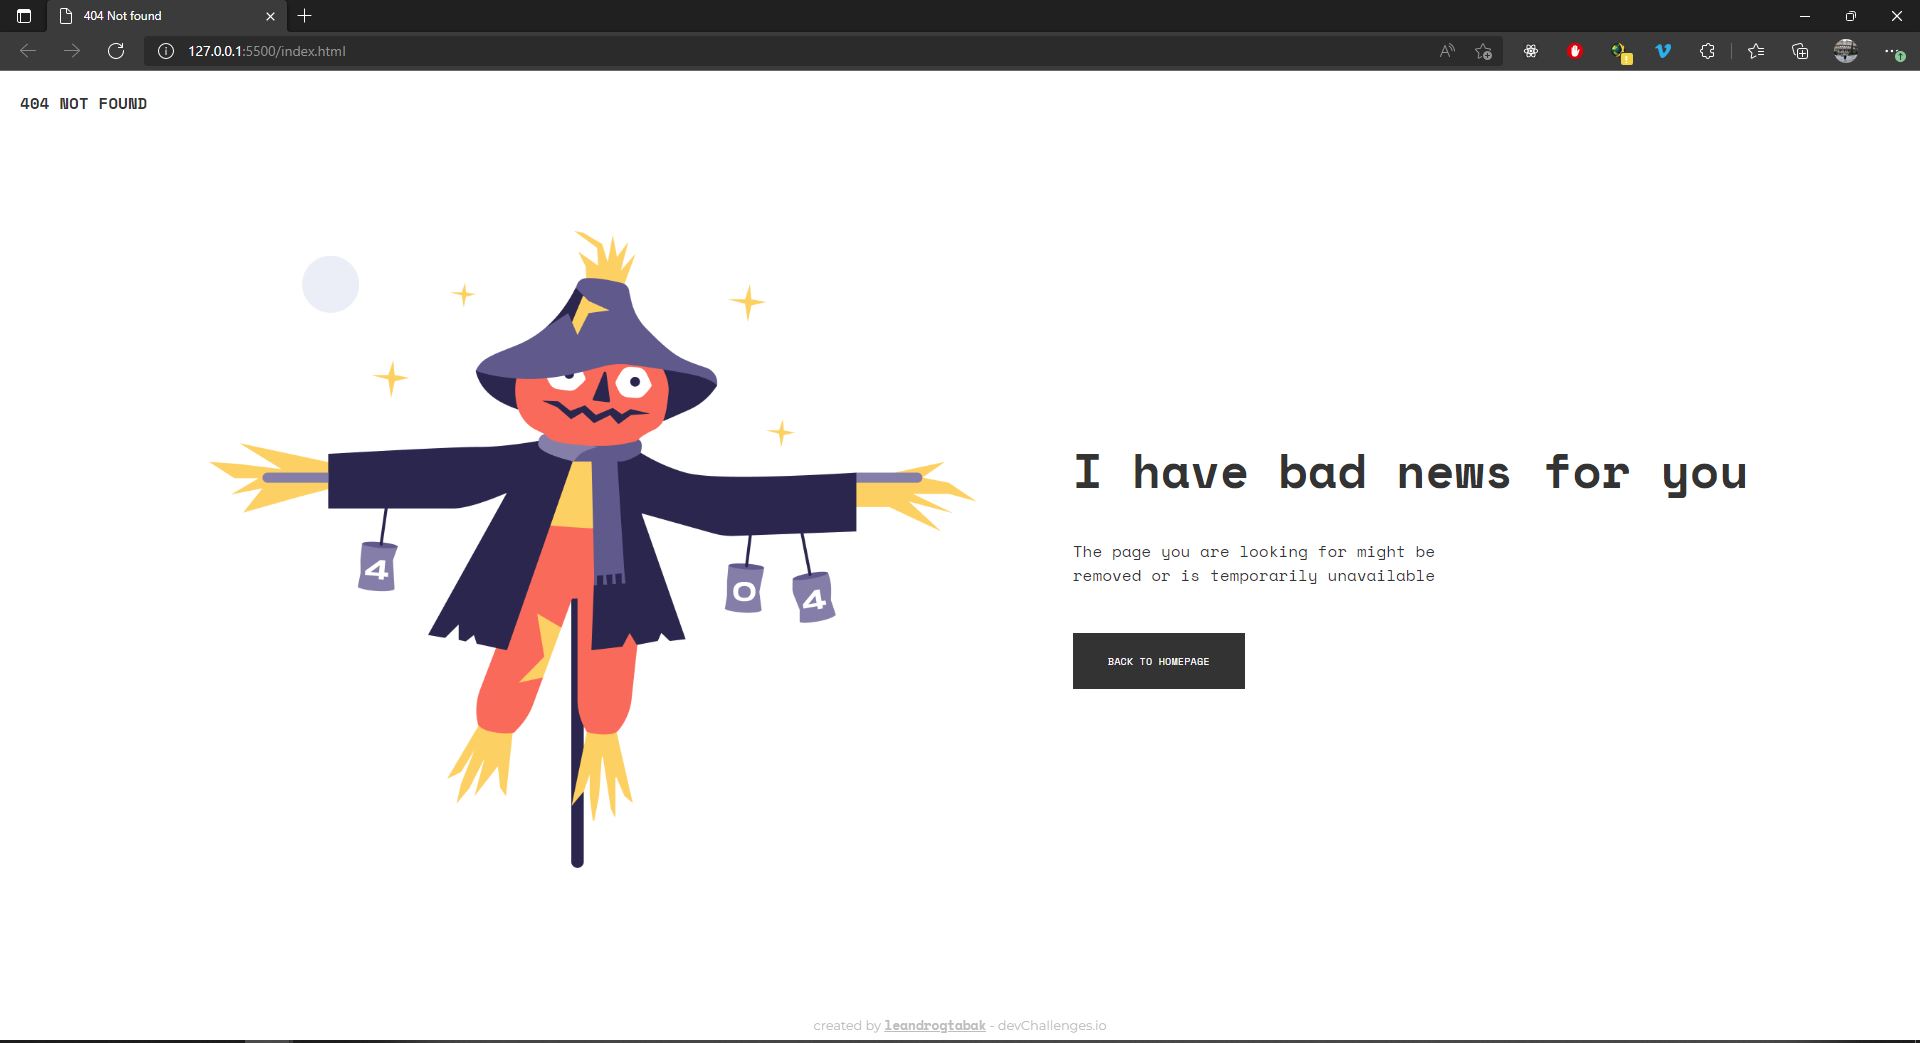 404 Not found
127.0.0.1:5500/index.html
404 NOT FOUND
4
0
4
I have bad news for you
The page you are looking for might be
removed or is temporarily unavailable
BACK TO HOMEPAGE
created by leandrogtabak - devChallenges.io